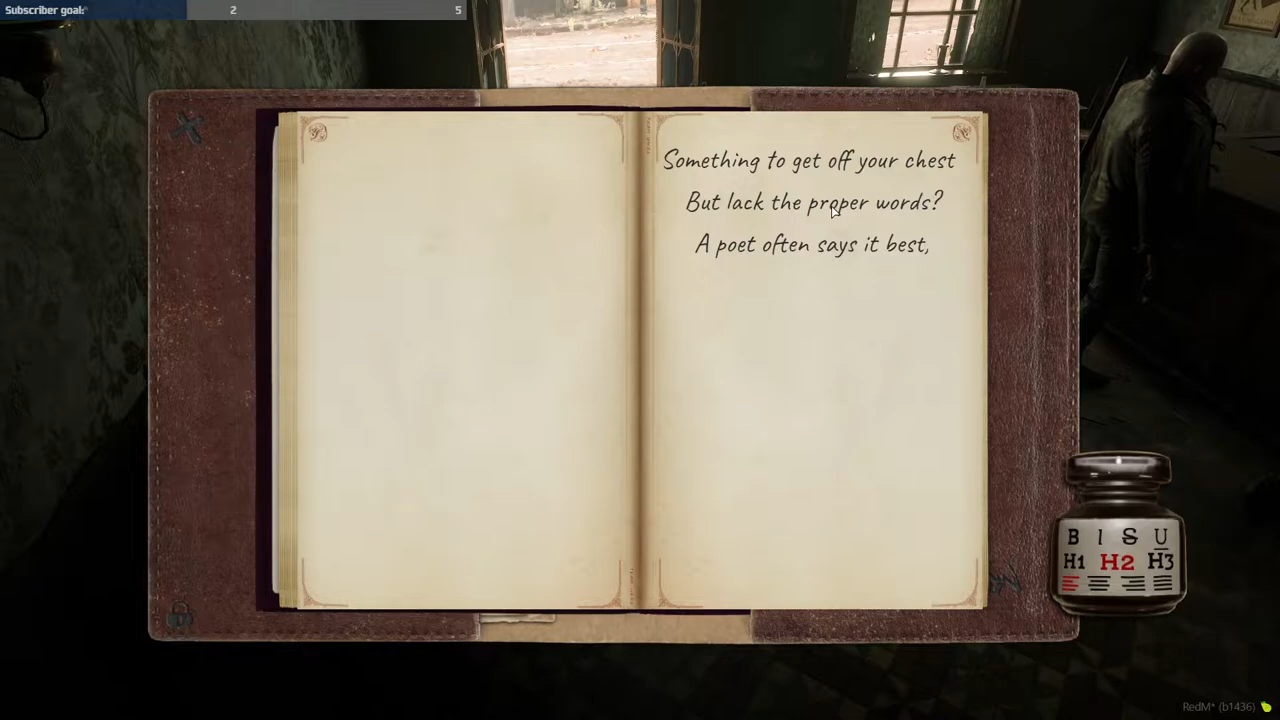 Subscriber goal: 2 5
Something to get off your chest
But lack the proper words?
A poet often says it best,
B I S U
H1 H2 H3
RedM* (b1436)